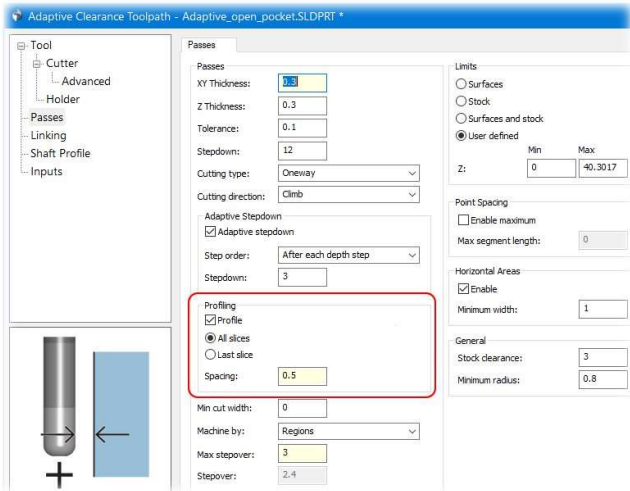 Adaptive Clearance Toolpath - Adaptive_open_pocket.SLDPRT *
Tool
Cutter
Advanced
Holder
Passes
Linking
Shaft Profile
Inputs
Passes
Passes
XY Thickness: 0.3
Z Thickness: 0.3
Tolerance: 0.1
Stepdown: 12
Cutting type: Oneway
Cutting direction: Climb
Adaptive Stepdown
Adaptive stepdown
Step order: After each depth step
Stepdown: 3
Profiling
Profile
All slices
Last slice
Spacing: 0.5
Min cut width: 0
Machine by: Regions
Max stepover: 3
Stepover: 2.4
Limits
Surfaces
Stock
Surfaces and stock
User defined
Min Max
Z: 0 40.3017
Point Spacing
Enable maximum
Max segment length: 0
Horizontal Areas
Enable
Minimum width: 1
General
Stock clearance: 3
Minimum radius: 0.8